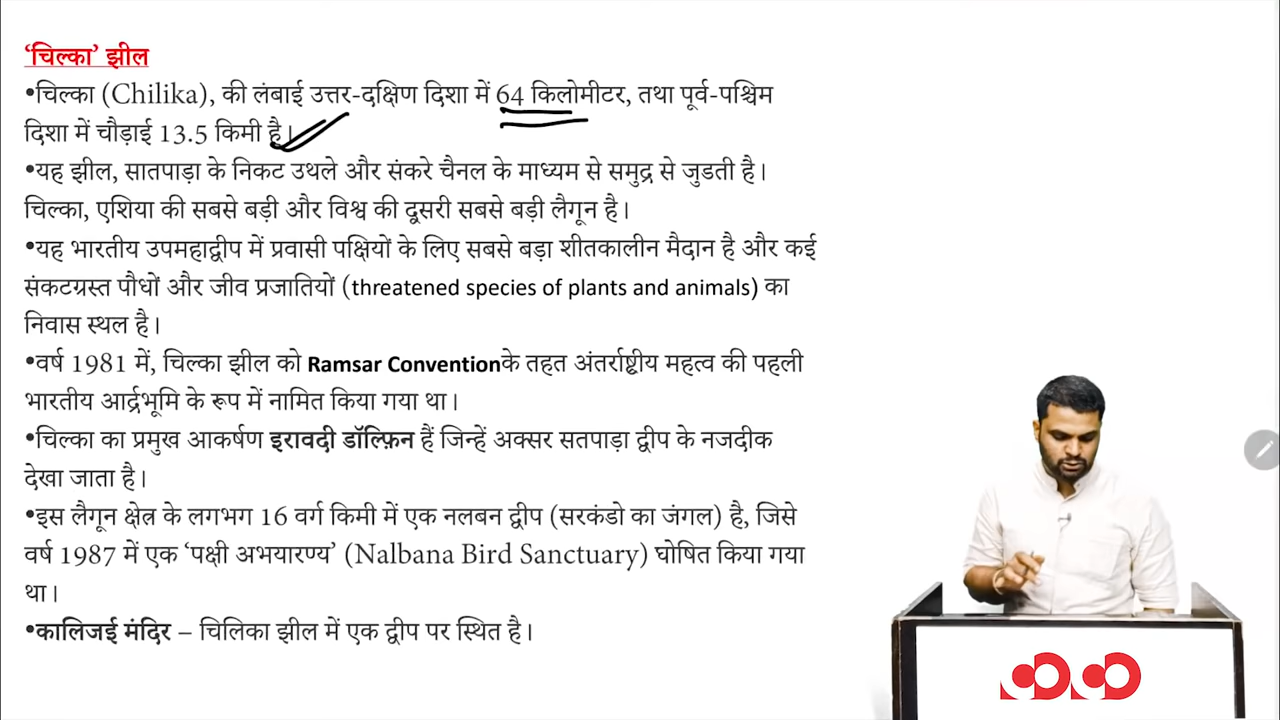 ‘चिल्का’ झील
•चिल्का (Chilika), की लंबाई उत्तर-दक्षिण दिशा में 64 किलोमीटर, तथा पूर्व-पश्चिम
दिशा में चौड़ाई 13.5 किमी है।
•यह झील, सातपाड़ा के निकट उथले और संकरे चैनल के माध्यम से समुद्र से जुडती है।
चिल्का, एशिया की सबसे बड़ी और विश्व की दूसरी सबसे बड़ी लैगून है।
•यह भारतीय उपमहाद्वीप में प्रवासी पक्षियों के लिए सबसे बड़ा शीतकालीन मैदान है और कई
संकटग्रस्त पौधों और जीव प्रजातियों (threatened species of plants and animals) का
निवास स्थल है।
•वर्ष 1981 में, चिल्का झील को Ramsar Conventionके तहत अंतर्राष्ट्रीय महत्व की पहली
भारतीय आर्द्रभूमि के रूप में नामित किया गया था।
•चिल्का का प्रमुख आकर्षण इरावदी डॉल्फ़िन हैं जिन्हें अक्सर सतपाड़ा द्वीप के नजदीक
देखा जाता है।
•इस लैगून क्षेत्र के लगभग 16 वर्ग किमी में एक नलबन द्वीप (सरकंडो का जंगल) है, जिसे
वर्ष 1987 में एक ‘पक्षी अभयारण्य’ (Nalbana Bird Sanctuary) घोषित किया गया
था।
•कालिजई मंदिर – चिलिका झील में एक द्वीप पर स्थित है।